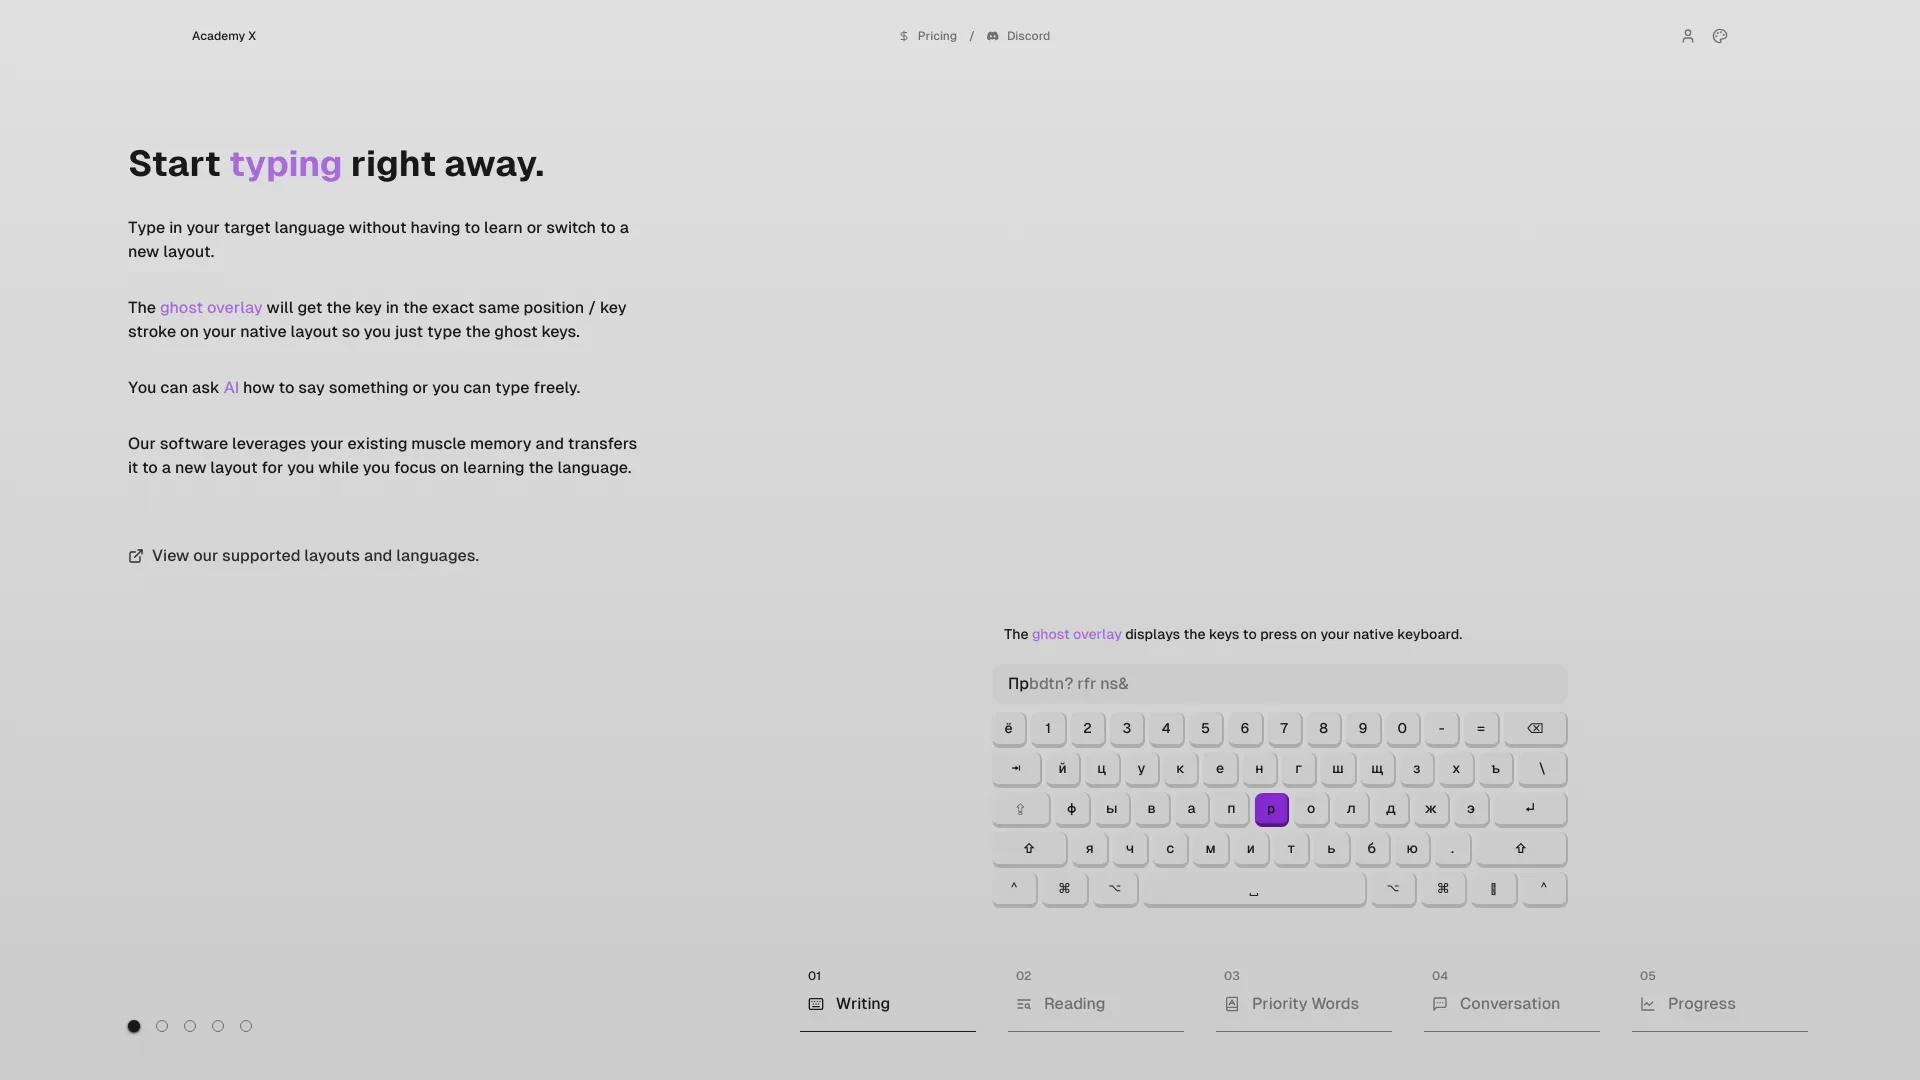 Academy X
Pricing / Discord
Start typing right away.
Type in your target language without having to learn or switch to a
new layout.
The ghost overlay will get the key in the exact same position / key
stroke on your native layout so you just type the ghost keys.
You can ask AI how to say something or you can type freely.
Our software leverages your existing muscle memory and transfers
it to a new layout for you while you focus on learning the language.
View our supported layouts and languages.
The ghost overlay displays the keys to press on your native keyboard.
Прbdtn? rfr ns&
ё 1 2 3 4 5 6 7 8 9 0 - = ⌫
⇥ й ц у к е н г ш щ з х ъ \
⇪ ф ы в а п р о л д ж э ↵
⇧ я ч с м и т ь б ю . ⇧
^ ⌘ ⌥ ⌥ ⌘ ^
01
Writing
02
Reading
03
Priority Words
04
Conversation
05
Progress